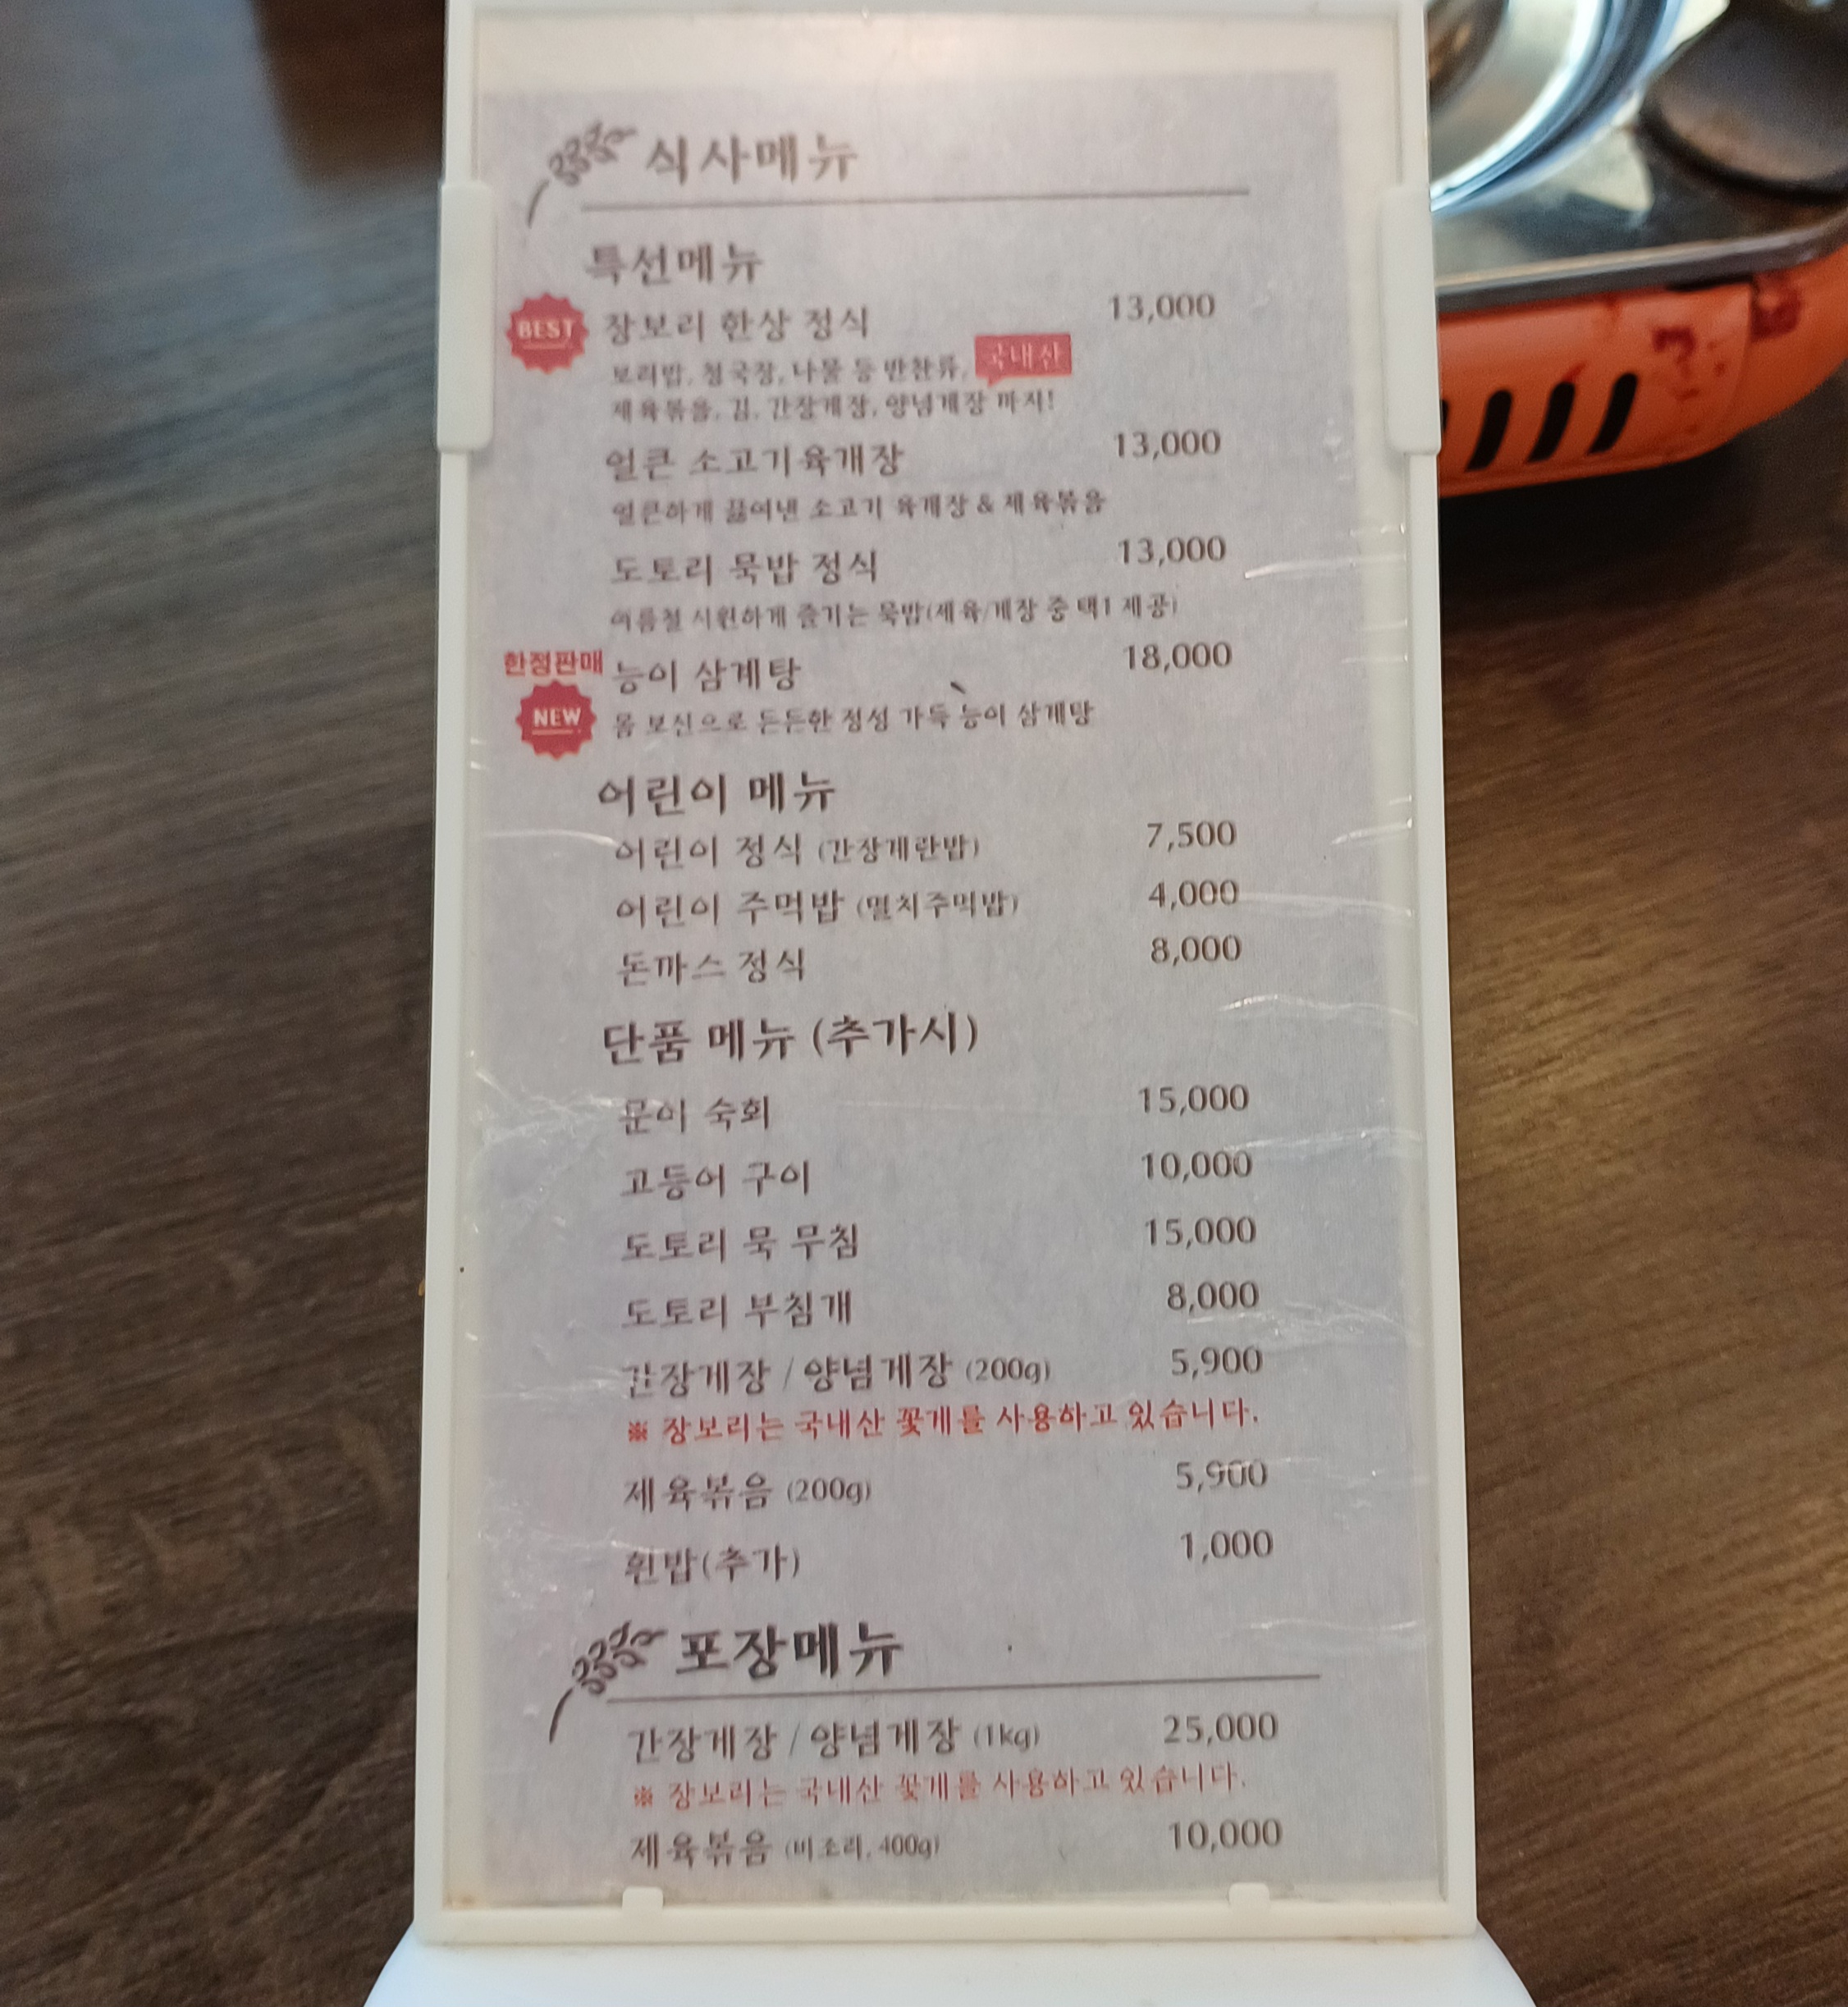 식사메뉴
특선메뉴
BEST 장보리 한상 정식 13,000
보리밥, 청국장, 나물 등 반찬류, 국내산
제육볶음, 김, 간장게장, 양념게장 까지!
얼큰 소고기육개장 13,000
얼큰하게 끓여낸 소고기 육개장 & 제육볶음
도토리 묵밥 정식 13,000
여름철 시원하게 즐기는 묵밥(제육/게장 중 택1 제공)
한정판매 능이 삼계탕 18,000
NEW 몸 보신으로 든든한 정성 가득 능이 삼계탕
어린이 메뉴
어린이 정식 (간장계란밥) 7,500
어린이 주먹밥 (멸치주먹밥) 4,000
돈까스 정식 8,000
단품 메뉴 (추가시)
문어 숙회 15,000
고등어 구이 10,000
도토리 묵 무침 15,000
도토리 부침개 8,000
간장게장 / 양념게장 (200g) 5,900
※ 장보리는 국내산 꽃게를 사용하고 있습니다.
제육볶음 (200g) 5,900
흰밥(추가) 1,000
포장메뉴
간장게장 / 양념게장 (1kg) 25,000
※ 장보리는 국내산 꽃게를 사용하고 있습니다.
제육볶음 (비조리, 400g) 10,000